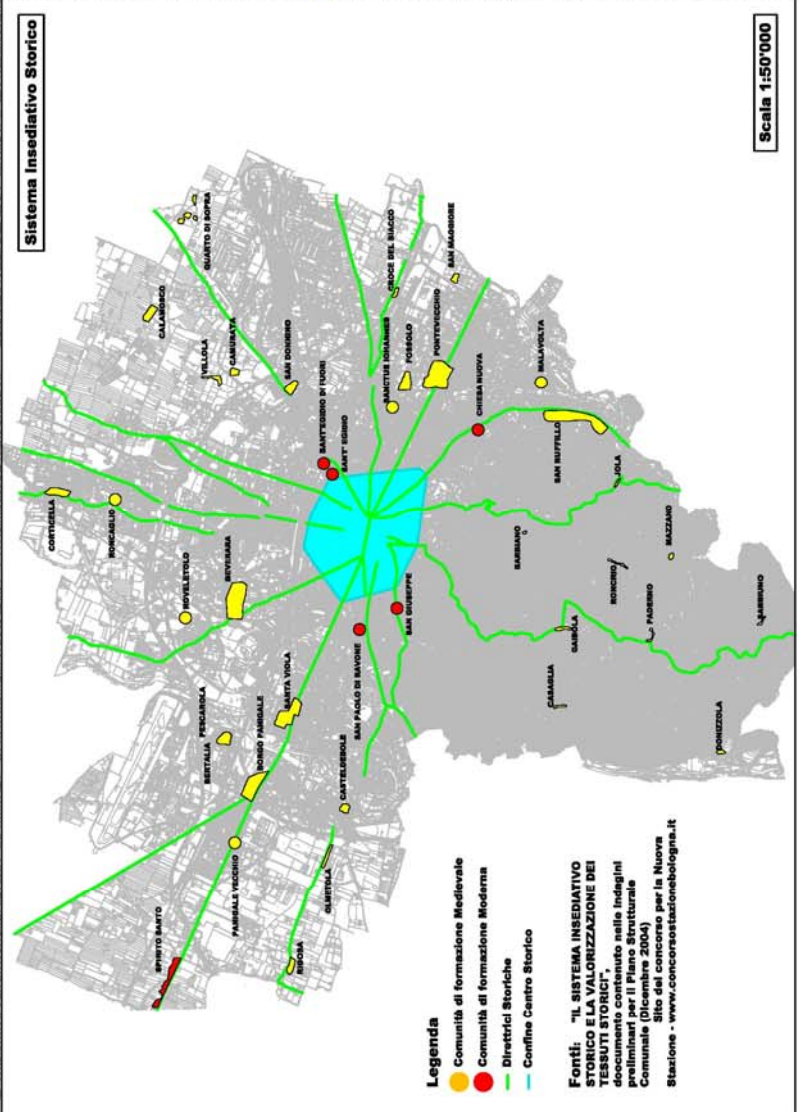 Sistema Insediativo Storico
QUARTO DI SOPRA
CALAMOSCO
VILLOLA
CAMURATA
SAN DONNINO
CROCE DEL BIACCO
SAN MAGGIORE
SANCTUS IOHANNES
FOSSOLO
PONTEVECCHIO
SANT'EGIDIO DI FUORI
SANT' EGIDIO
CHIESA NUOVA
MALAVOLTA
SAN RUFFILLO
JOLA
CORTICELLA
RONCAGLIO
NOVELETOLO
BEVERARA
BARBIANO
RONCRIO
MAZZANO
SAN GIUSEPPE
SAN PAOLO DI RAVONE
GAIBOLA
PADERNO
SABBIUNO
CASAGLIA
PESCAROLA
BERTALIA
BORGO PANIGALE
SANTA VIOLA
CASTELDEBOLE
PANIGALE VECCHIO
OLMETOLA
SPIRITO SANTO
RIGOSA
Legenda
Comunità di formazione Medievale
Comunità di formazione Moderna
Direttrici Storiche
Confine Centro Storico
Fonti: "IL SISTEMA INSEDIATIVO
STORICO E LA VALORIZZAZIONE DEI
TESSUTI STORICI",
doocumento contenuto nelle Indagini
preliminari per il Piano Strutturale
Comunale (Dicembre 2004)
Sito del concorso per la Nuova
Stazione - www.concorsostazionebologna.it
Scala 1:50'000